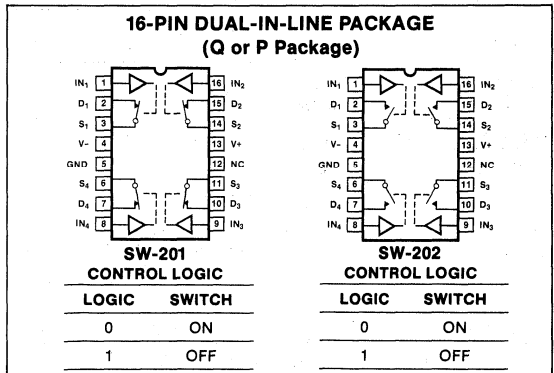 16-PIN DUAL-IN-LINE PACKAGE
(Q or P Package)
IN1 1 16 IN2
D1 2 15 D2
S1 3 14 S2
V- 4 13 V+
GND 5 12 NC
S4 6 11 S3
D4 7 10 D3
IN4 8 9 IN3
SW-201
CONTROL LOGIC
LOGIC SWITCH
0 ON
1 OFF
IN1 1 16 IN2
D1 2 15 D2
S1 3 14 S2
V- 4 13 V+
GND 5 12 NC
S4 6 11 S3
D4 7 10 D3
IN4 8 9 IN3
SW-202
CONTROL LOGIC
LOGIC SWITCH
0 ON
1 OFF